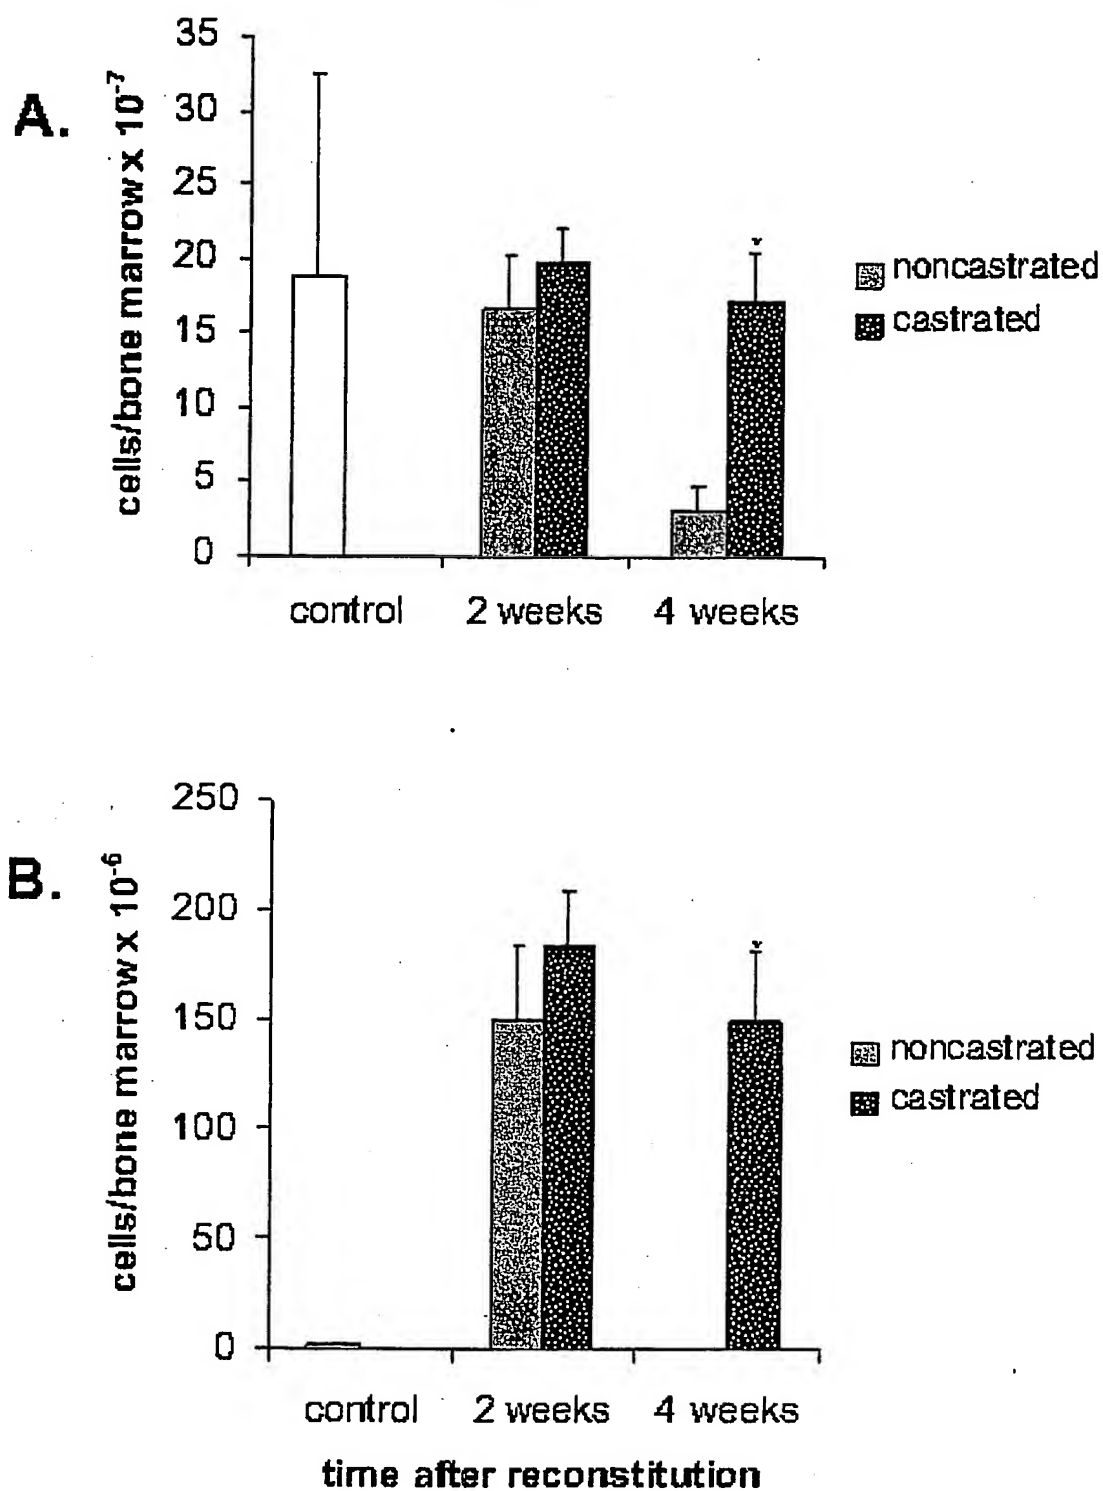 A.
cells/bone marrow x 10-7
35
30
25
20
15
10
5
0
control
2 weeks
4 weeks
*
noncastrated
castrated
B.
cells/bone marrow x 10-6
250
200
150
100
50
0
control
2 weeks
4 weeks
*
noncastrated
castrated
time after reconstitution